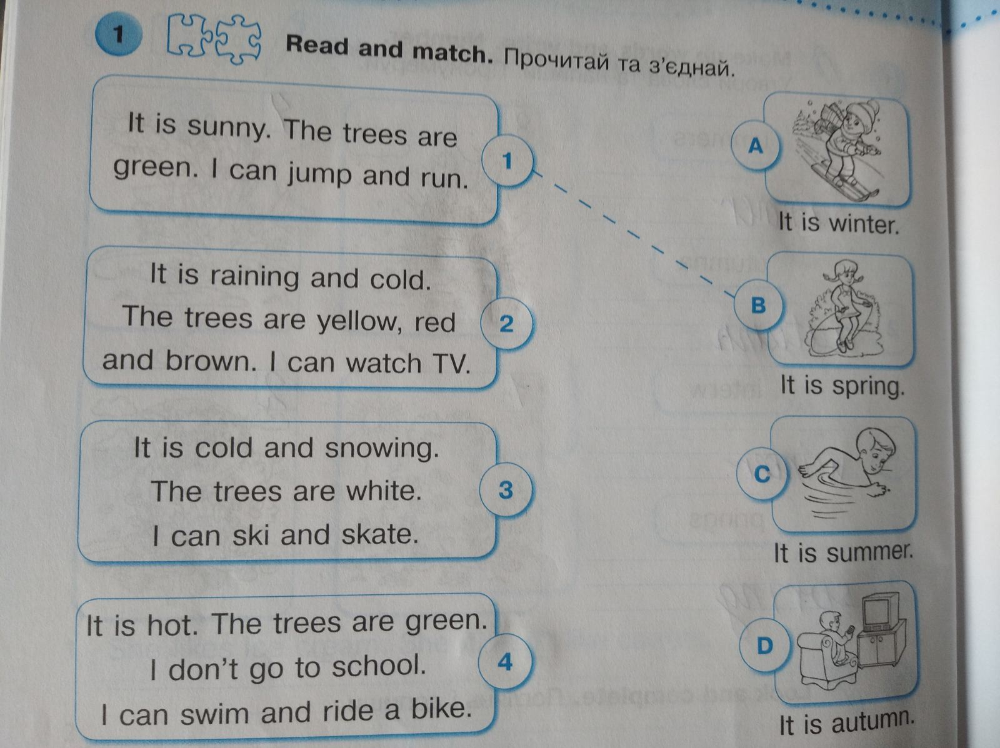 1 Read and match. Прочитай та з'єднай.
It is sunny. The trees are
green. I can jump and run.
1
It is raining and cold.
The trees are yellow, red
and brown. I can watch TV.
2
It is cold and snowing.
The trees are white.
I can ski and skate.
3
It is hot. The trees are green.
I don't go to school.
I can swim and ride a bike.
4
A
It is winter.
B
It is spring.
C
It is summer.
D
It is autumn.